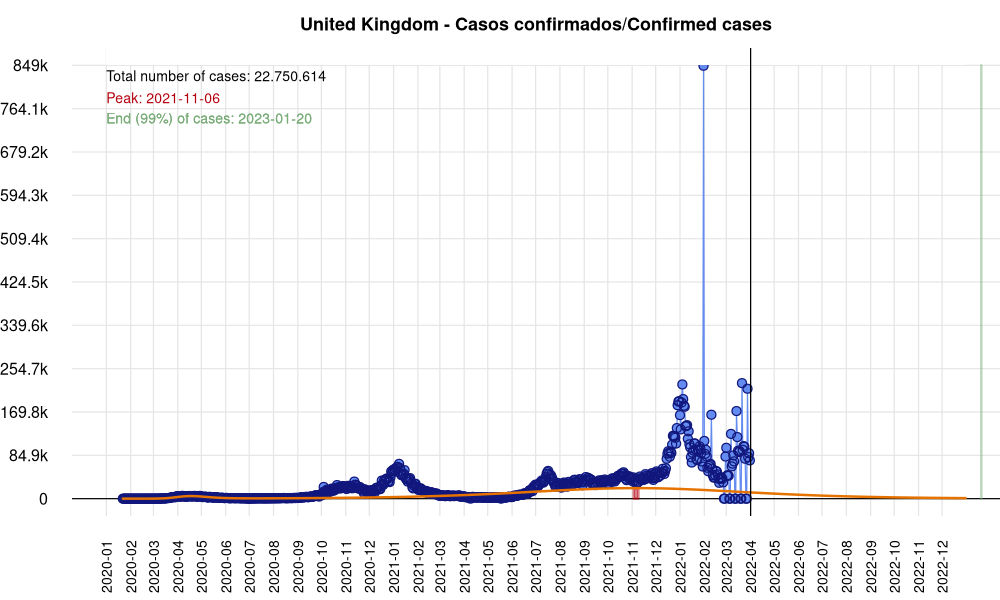 United Kingdom - Casos confirmados/Confirmed cases
Total number of cases: 22.750.614
Peak: 2021-11-06
End (99%) of cases: 2023-01-20
849k
764.1k
679.2k
594.3k
509.4k
424.5k
339.6k
254.7k
169.8k
84.9k
0
2020-01
2020-02
2020-03
2020-04
2020-05
2020-06
2020-07
2020-08
2020-09
2020-10
2020-11
2020-12
2021-01
2021-02
2021-03
2021-04
2021-05
2021-06
2021-07
2021-08
2021-09
2021-10
2021-11
2021-12
2022-01
2022-02
2022-03
2022-04
2022-05
2022-06
2022-07
2022-08
2022-09
2022-10
2022-11
2022-12